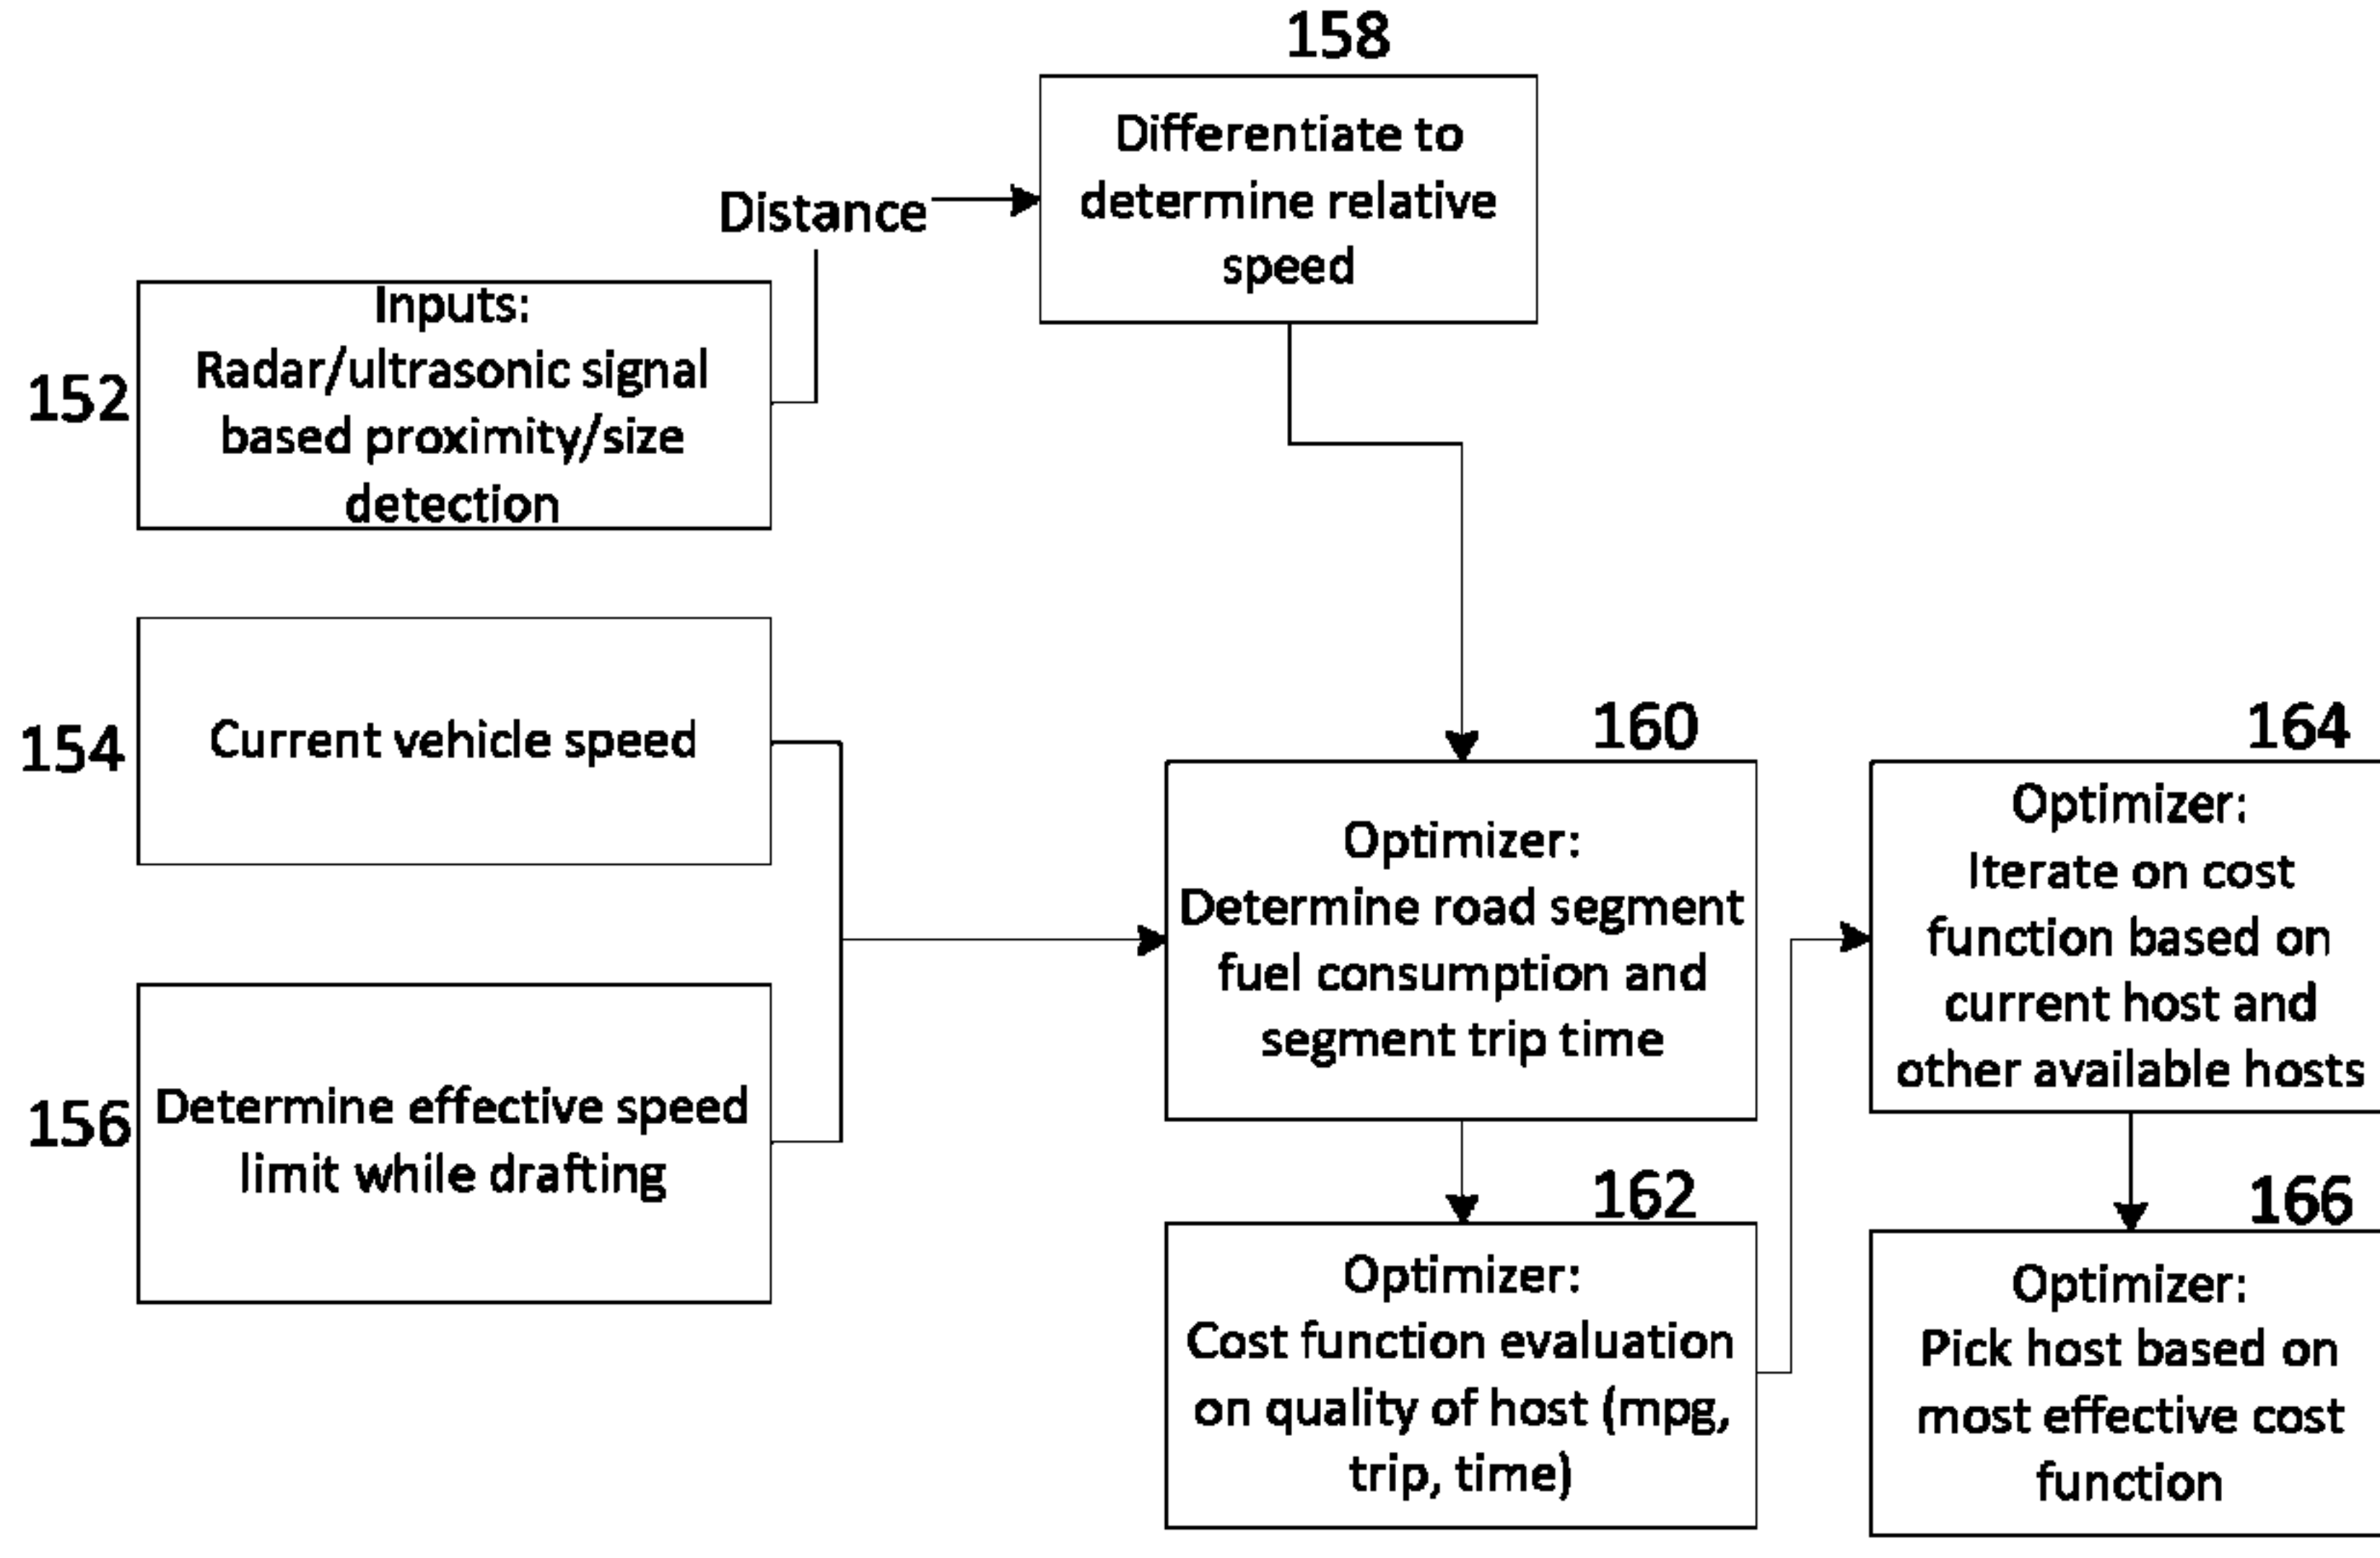 158
Differentiate to
determine relative
speed
Distance
152
Inputs:
Radar/ultrasonic signal
based proximity/size
detection
154
Current vehicle speed
156
Determine effective speed
limit while drafting
160
Optimizer:
Determine road segment
fuel consumption and
segment trip time
162
Optimizer:
Cost function evaluation
on quality of host (mpg,
trip, time)
164
Optimizer:
Iterate on cost
function based on
current host and
other available hosts
166
Optimizer:
Pick host based on
most effective cost
function